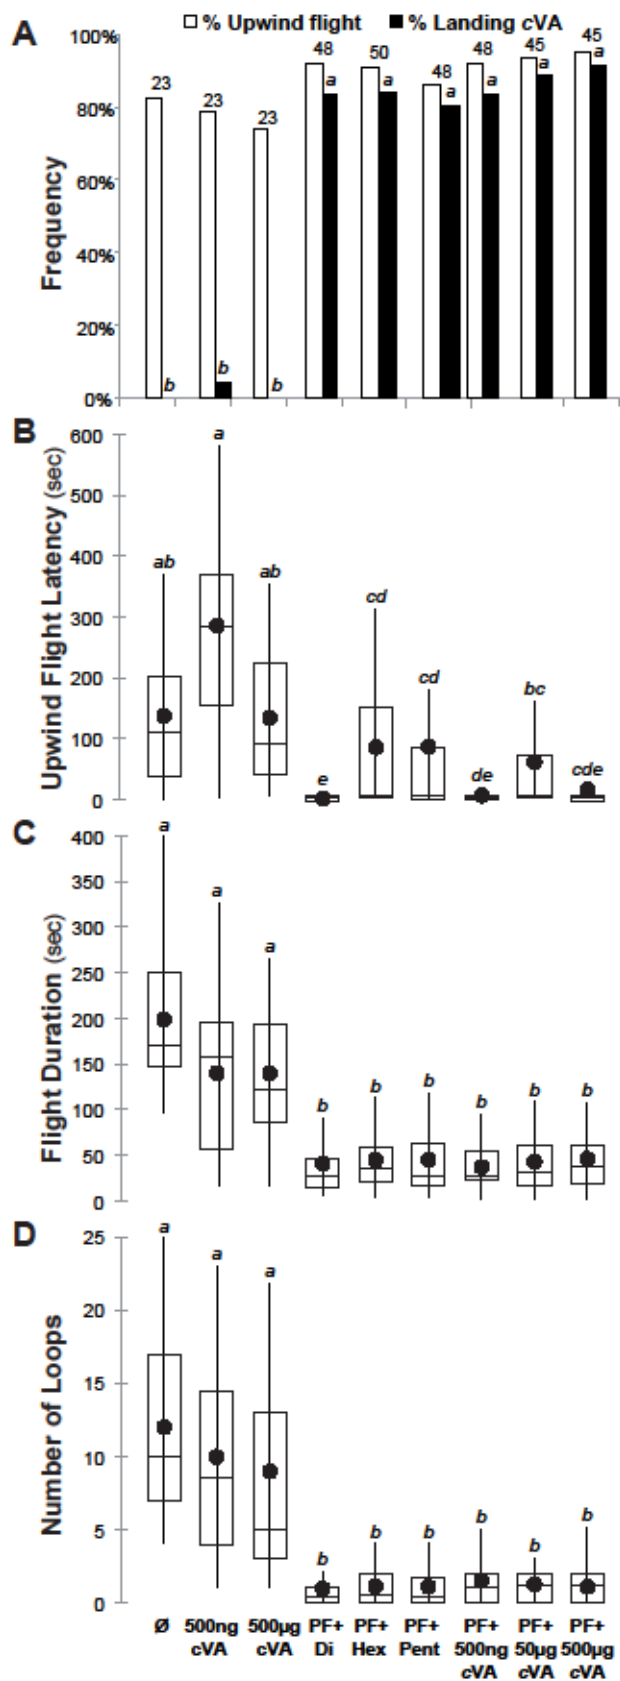 A
% Upwind flight % Landing cVA
100%
80%
60%
40%
20%
0%
Frequency
23 23 23 48 50 48 48 45 45
b b b a a a a a a
B
600
500
400
300
200
100
0
Upwind Flight Latency (sec)
ab a ab e cd cd de bc cde
C
400
350
300
250
200
150
100
50
0
Flight Duration (sec)
a a a b b b b b b
D
25
20
15
10
5
0
Number of Loops
a a a b b b b b b
Ø 500ng 500µg PF+ PF+ PF+ PF+ PF+ PF+
cVA cVA Di Hex Pent 500ng 50µg 500µg
cVA cVA cVA